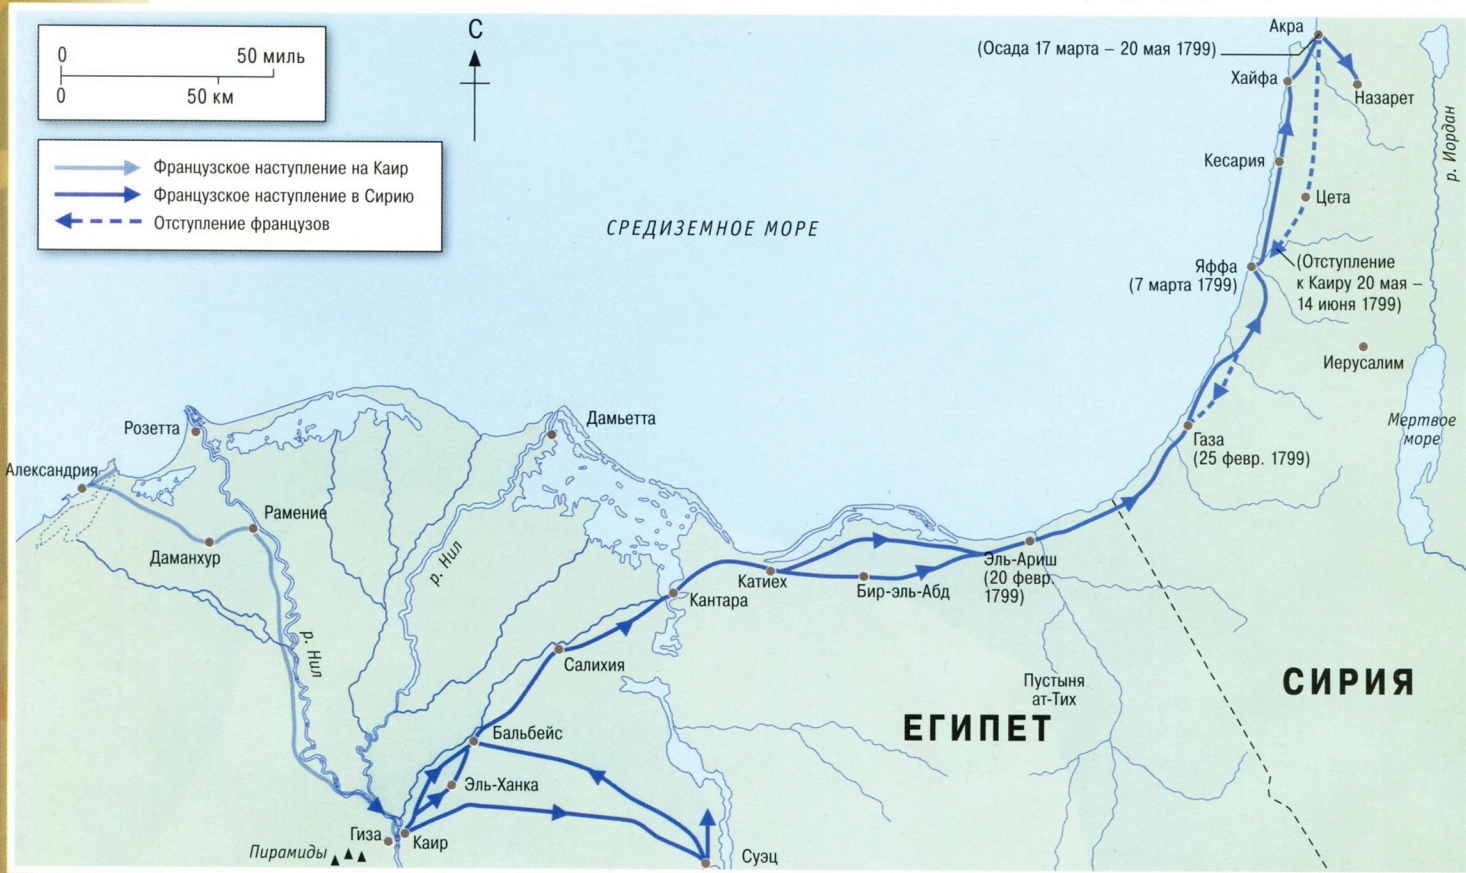 0 50 миль
0 50 км
Французское наступление на Каир
Французское наступление в Сирию
Отступление французов
С
СРЕДИЗЕМНОЕ МОРЕ
Акра
(Осада 17 марта – 20 мая 1799)
Хайфа
Назарет
р. Иордан
Кесария
Цета
Яффа
(7 марта 1799)
(Отступление
к Каиру 20 мая –
14 июня 1799)
Иерусалим
Мертвое
море
Газа
(25 февр. 1799)
Розетта
Дамьетта
Александрия
Рамение
Даманхур
р. Нил
р. Нил
Катиех
Кантара
Бир-эль-Абд
Эль-Ариш
(20 февр.
1799)
Салихия
Пустыня
ат-Тих
СИРИЯ
ЕГИПЕТ
Бальбейс
Эль-Ханка
Гиза
Каир
Пирамиды
Суэц